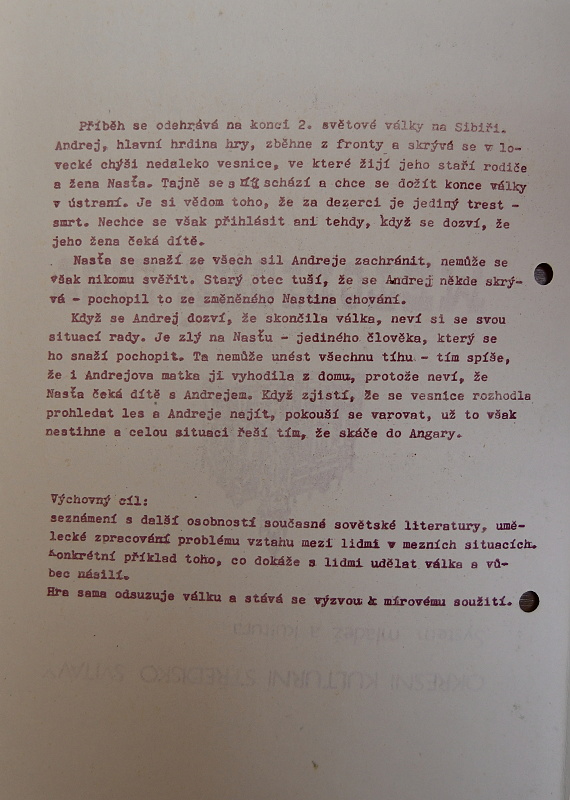 Příběh se odehrává na konci 2. světové války na Sibiři.
Andrej, hlavní hrdina hry, zběhne z fronty a skrývá se v lo-
vecké chýši nedaleko vesnice, ve které žijí jeho staří rodiče
a žena Nasťa. Tajně se s ní schází a chce se dožít konce války
v ústraní. Je si vědom toho, že za dezerci je jediný trest -
smrt. Nechce se však přihlásit ani tehdy, když se dozví, že
jeho žena čeká dítě.
Nasťa se snaží ze všech sil Andreje zachránit, nemůže se
však nikomu svěřit. Starý otec tuší, že se Andrej někde skrý-
vá - pochopil to ze změněného Nastina chování.
Když se Andrej dozví, že skončila válka, neví si se svou
situací rady. Je zlý na Nasťu - jediného člověka, který se
ho snaží pochopit. Ta nemůže unést všechnu tíhu - tím spíše,
že i Andrejova matka ji vyhodila z domu, protože neví, že
Nasťa čeká dítě s Andrejem. Když zjistí, že se vesnice rozhodla
prohledat les a Andreje najít, pokouší se varovat, už to však
nestihne a celou situaci řeší tím, že skáče do Angary.
Výchovný cíl:
seznámení s další osobností současné sovětské literatury, umě-
lecké zpracování problému vztahu mezi lidmi v mezních situacích.
Konkrétní příklad toho, co dokáže s lidmi udělat válka a vů-
bec násilí.
Hra sama odsuzuje válku a stává se výzvou k mírovému soužití.
OKRESNÍ KULTURNÍ STŘEDISKO SVITAVY